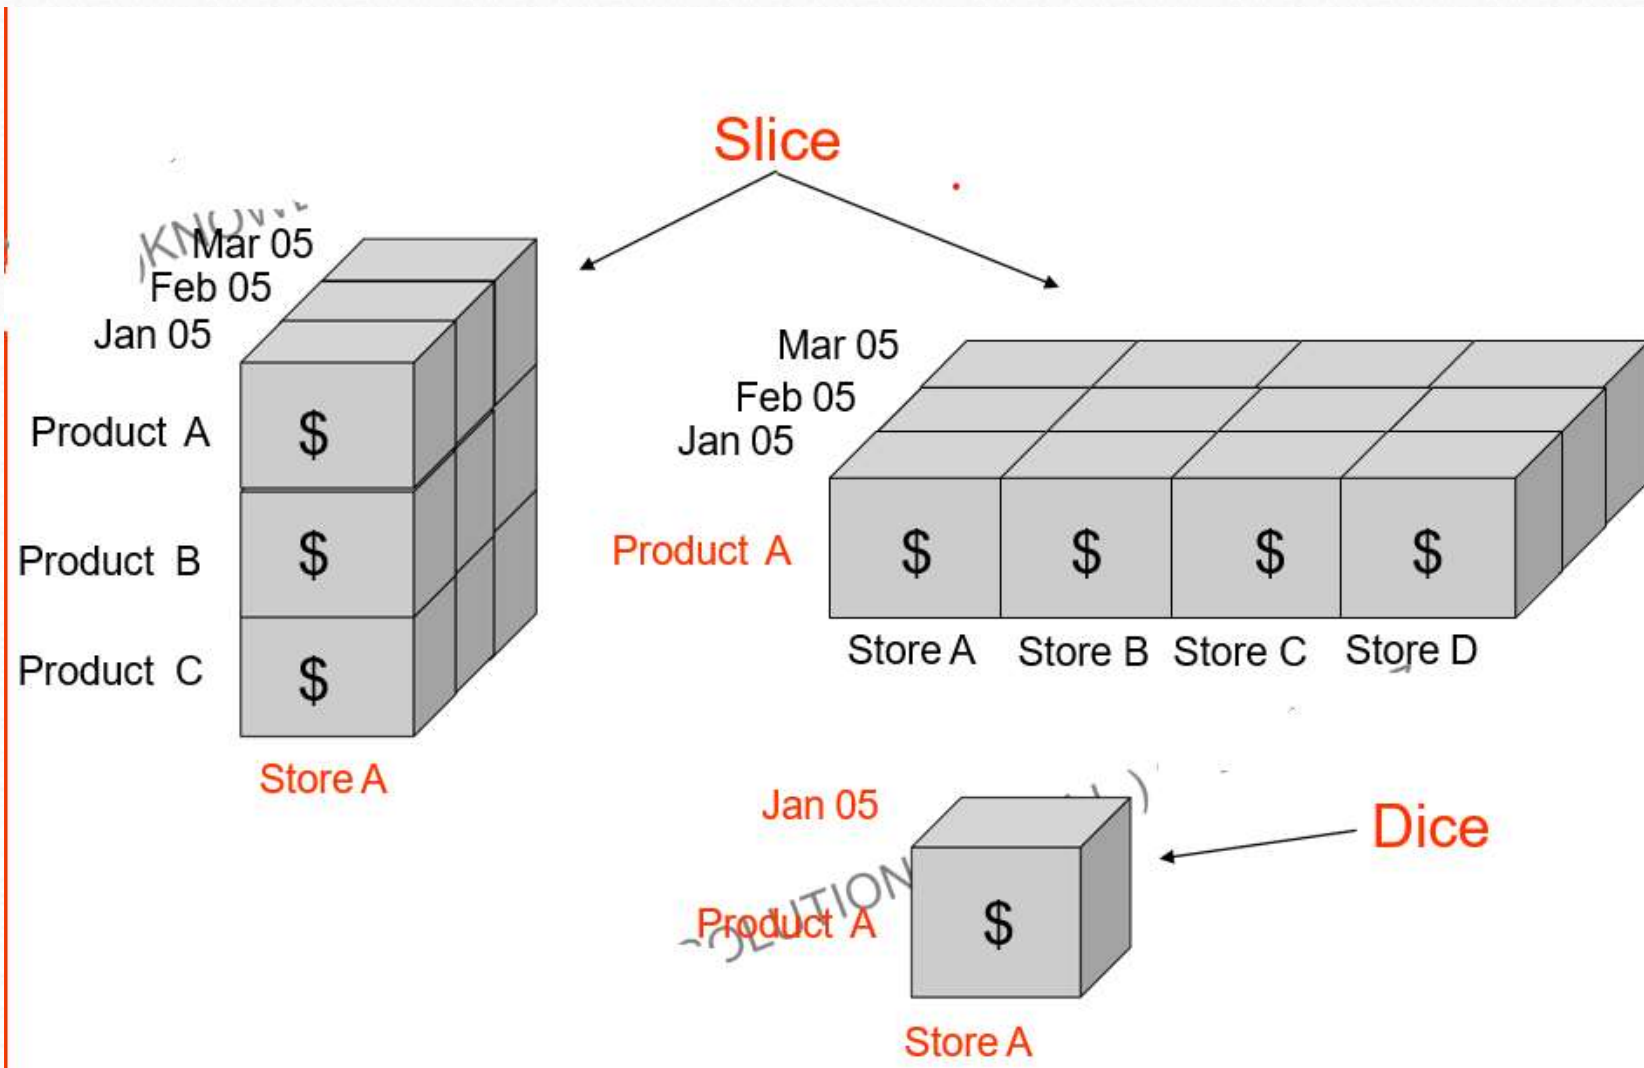 Slice
Mar 05
Feb 05
Jan 05
Product A
$
Product B
$
Product C
$
Store A
Mar 05
Feb 05
Jan 05
Product A
$ $ $ $
Store A Store B Store C Store D
Jan 05
Dice
Product A
$
Store A